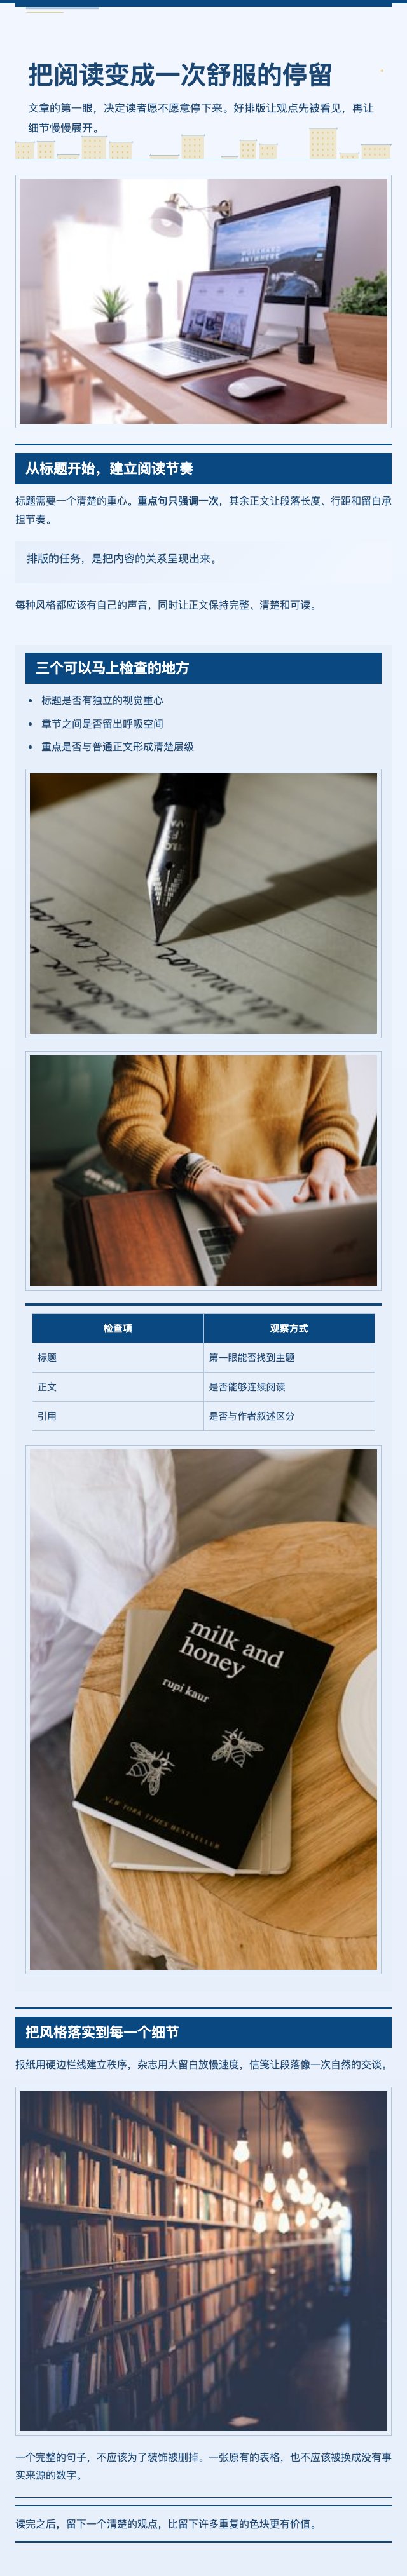 把阅读变成一次舒服的停留
文章的第一眼，决定读者愿不愿意停下来。好排版让观点先被看见，再让
细节慢慢展开。
从标题开始，建立阅读节奏
标题需要一个清楚的重心。重点句只强调一次，其余正文让段落长度、行距和留白承
担节奏。
排版的任务，是把内容的关系呈现出来。
每种风格都应该有自己的声音，同时让正文保持完整、清楚和可读。
三个可以马上检查的地方
• 标题是否有独立的视觉重心
• 章节之间是否留出呼吸空间
• 重点是否与普通正文形成清楚层级
检查项 观察方式
标题 第一眼能否找到主题
正文 是否能够连续阅读
引用 是否与作者叙述区分
milk and
honey
rupi kaur
NEW YORK TIMES BESTSELLER
把风格落实到每一个细节
报纸用硬边栏线建立秩序，杂志用大留白放慢速度，信笺让段落像一次自然的交谈。
一个完整的句子，不应该为了装饰被删掉。一张原有的表格，也不应该被换成没有事
实来源的数字。
读完之后，留下一个清楚的观点，比留下许多重复的色块更有价值。